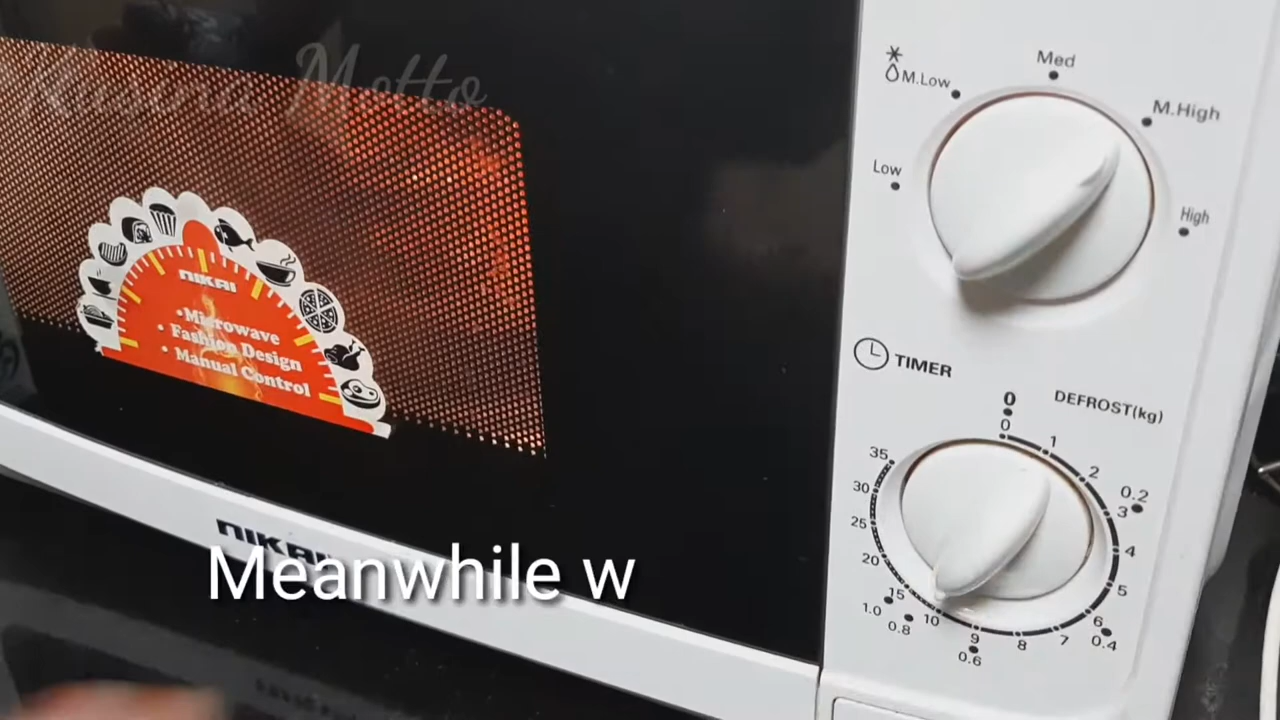 Metto
NIKAI
•Microwave
• Fashion Design
• Manual Control
NIKAI
Meanwhile w
Med
M.Low
M.High
Low
High
TIMER
DEFROST(kg)
0
0
1
2
0.2
3
4
5
6
0.4
7
8
9
0.6
10
0.8
15
1.0
20
25
30
35